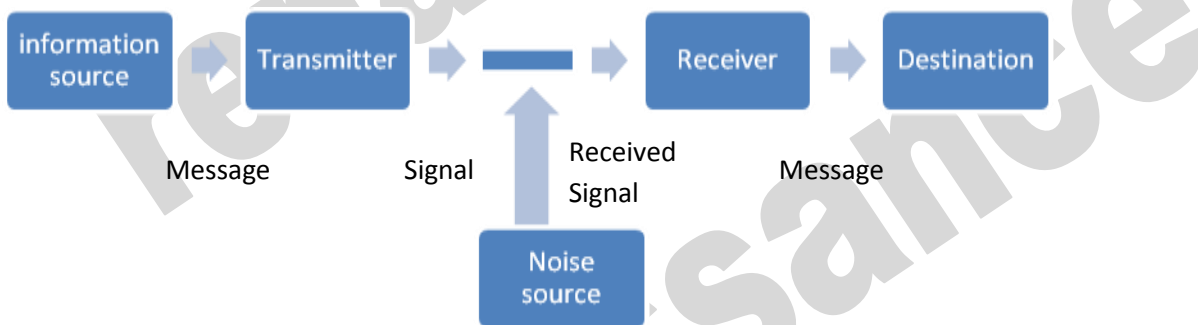 information
source
Transmitter
Receiver
Destination
Message
Signal
Received
Signal
Message
Noise
source